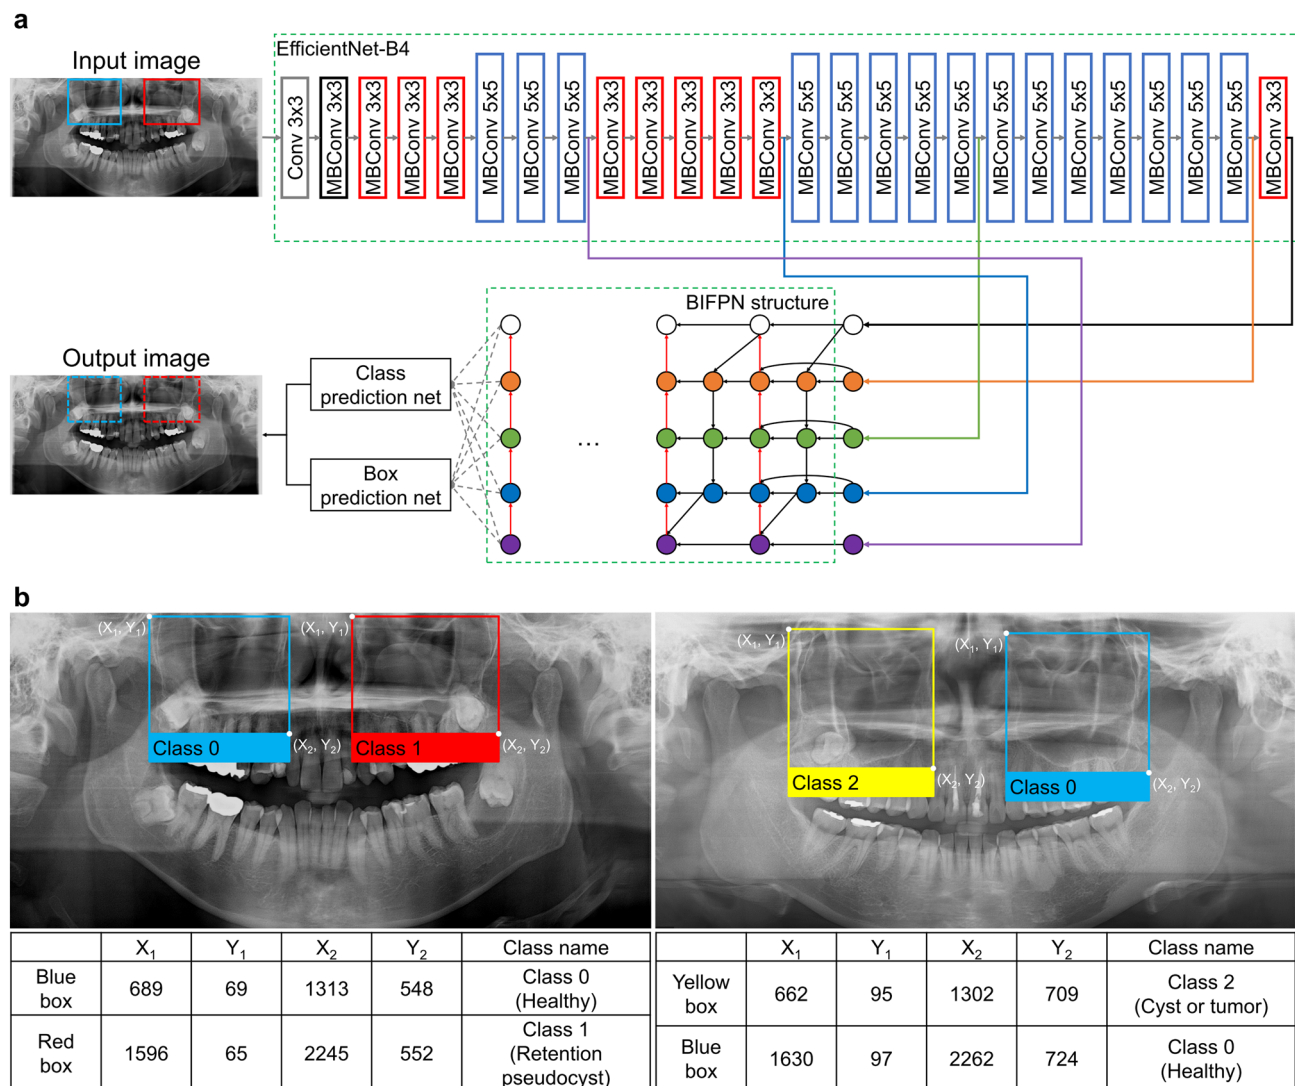 a
EfficientNet-B4
Input image
Conv 3x3
MBConv 3x3
MBConv 3x3
MBConv 3x3
MBConv 3x3
MBConv 5x5
MBConv 5x5
MBConv 5x5
MBConv 3x3
MBConv 3x3
MBConv 3x3
MBConv 3x3
MBConv 3x3
MBConv 5x5
MBConv 5x5
MBConv 5x5
MBConv 5x5
MBConv 5x5
MBConv 5x5
MBConv 5x5
MBConv 5x5
MBConv 5x5
MBConv 5x5
MBConv 5x5
MBConv 5x5
MBConv 3x3
BIFPN structure
Output image
Class
prediction net
Box
prediction net
...
b
(X1, Y1)
(X1, Y1)
Class 0
(X2, Y2)
Class 1
(X2, Y2)
(X1, Y1)
(X1, Y1)
Class 2
(X2, Y2)
Class 0
(X2, Y2)
X1 Y1 X2 Y2 Class name
Blue box 689 69 1313 548 Class 0 (Healthy)
Red box 1596 65 2245 552 Class 1 (Retention pseudocyst)
X1 Y1 X2 Y2 Class name
Yellow box 662 95 1302 709 Class 2 (Cyst or tumor)
Blue box 1630 97 2262 724 Class 0 (Healthy)